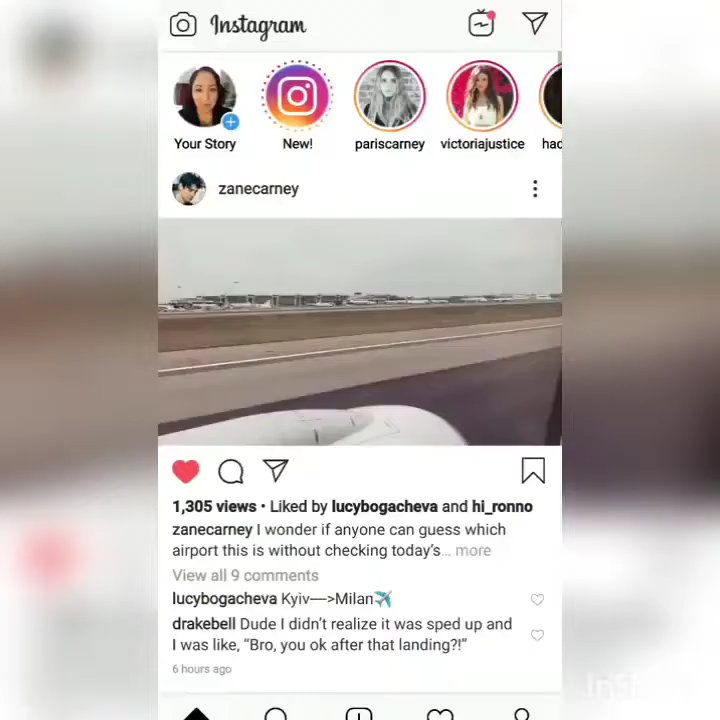 Instagram
Your Story
New!
pariscarney
victoriajustice
zanecarney
1,305 views • Liked by lucybogacheva and hi_ronno
zanecarney I wonder if anyone can guess which
airport this is without checking today's... more
View all 9 comments
lucybogacheva Kyiv—->Milan✈️
drakebell Dude I didn't realize it was sped up and
I was like, "Bro, you ok after that landing?!"
6 hours ago